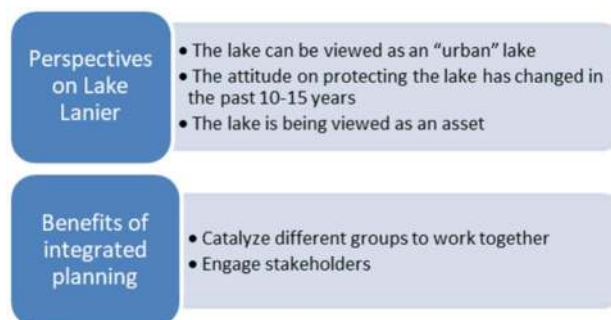 Perspectives
on Lake
Lanier
• The lake can be viewed as an “urban” lake
• The attitude on protecting the lake has changed in
the past 10-15 years
• The lake is being viewed as an asset
Benefits of
integrated
planning
• Catalyze different groups to work together
• Engage stakeholders